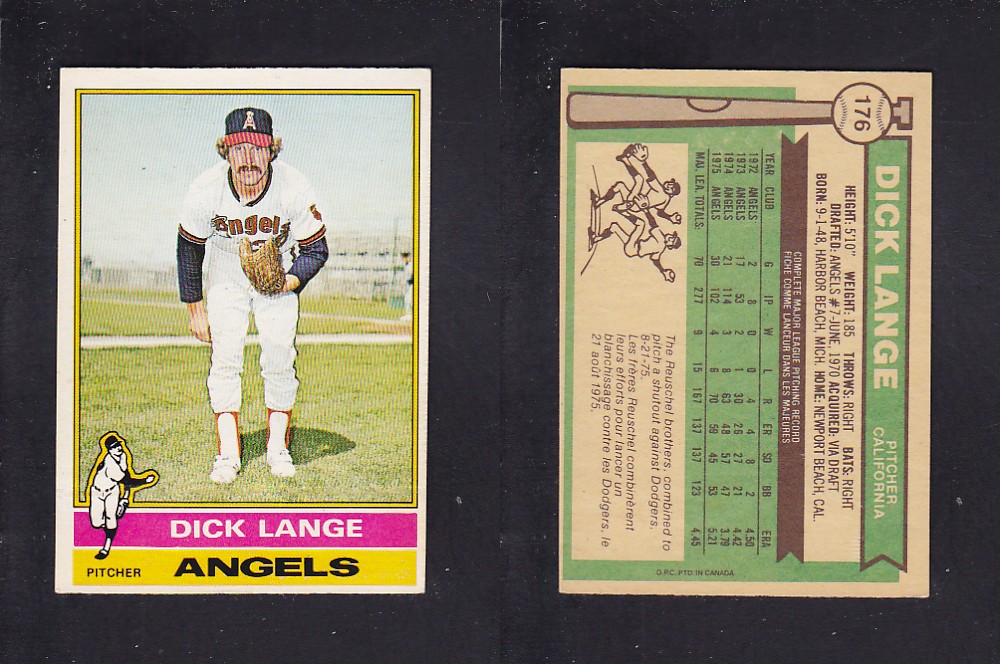 A
Angels
DICK LANGE
PITCHER
ANGELS
176
DICK LANGE
PITCHER
CALIFORNIA
HEIGHT: 5'10" WEIGHT: 185 THROWS: RIGHT BATS: RIGHT
DRAFTED: ANGELS #7-JUNE, 1970 ACQUIRED: VIA DRAFT
BORN: 9-1-48, HARBOR BEACH, MICH. HOME: NEWPORT BEACH, CAL.
COMPLETE MAJOR LEAGUE PITCHING RECORD
FICHE COMME LANCEUR DANS LES MAJEURES
YEAR CLUB G IP W L R ER SO BB ERA
1972 ANGELS 2 8 0 0 4 4 8 2 4.50
1973 ANGELS 17 53 2 1 30 26 27 21 4.42
1974 ANGELS 21 114 3 8 63 48 57 47 3.79
1975 ANGELS 30 102 4 6 70 59 45 53 5.21
MAJ. LEA. TOTALS: 70 277 9 15 167 137 137 123 4.45
The Reuschel brothers, combined to
pitch a shutout against Dodgers,
8-21-75
Les frères Reuschel combinèrent
leurs efforts pour lancer un
blanchissage contre les Dodgers, le
21 août 1975.
O.P.C. PTD. IN CANADA